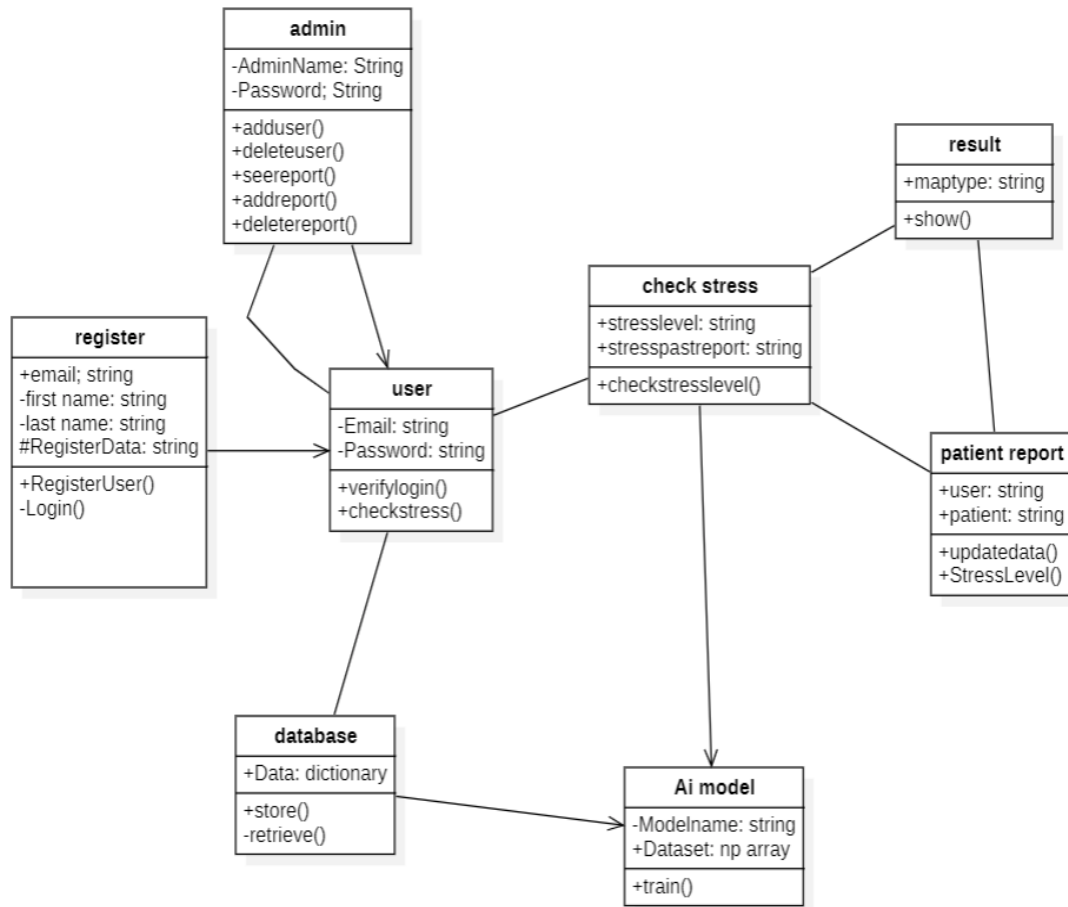 admin
-AdminName: String
-Password; String
+adduser()
+deleteuser()
+seereport()
+addreport()
+deletereport()
result
+maptype: string
+show()
check stress
+stresslevel: string
+stresspastreport: string
+checkstresslevel()
register
+email; string
-first name: string
-last name: string
#RegisterData: string
+RegisterUser()
-Login()
user
-Email: string
-Password: string
+verifylogin()
+checkstress()
patient report
+user: string
+patient: string
+updatedata()
+StressLevel()
database
+Data: dictionary
+store()
-retrieve()
Ai model
-Modelname: string
+Dataset: np array
+train()